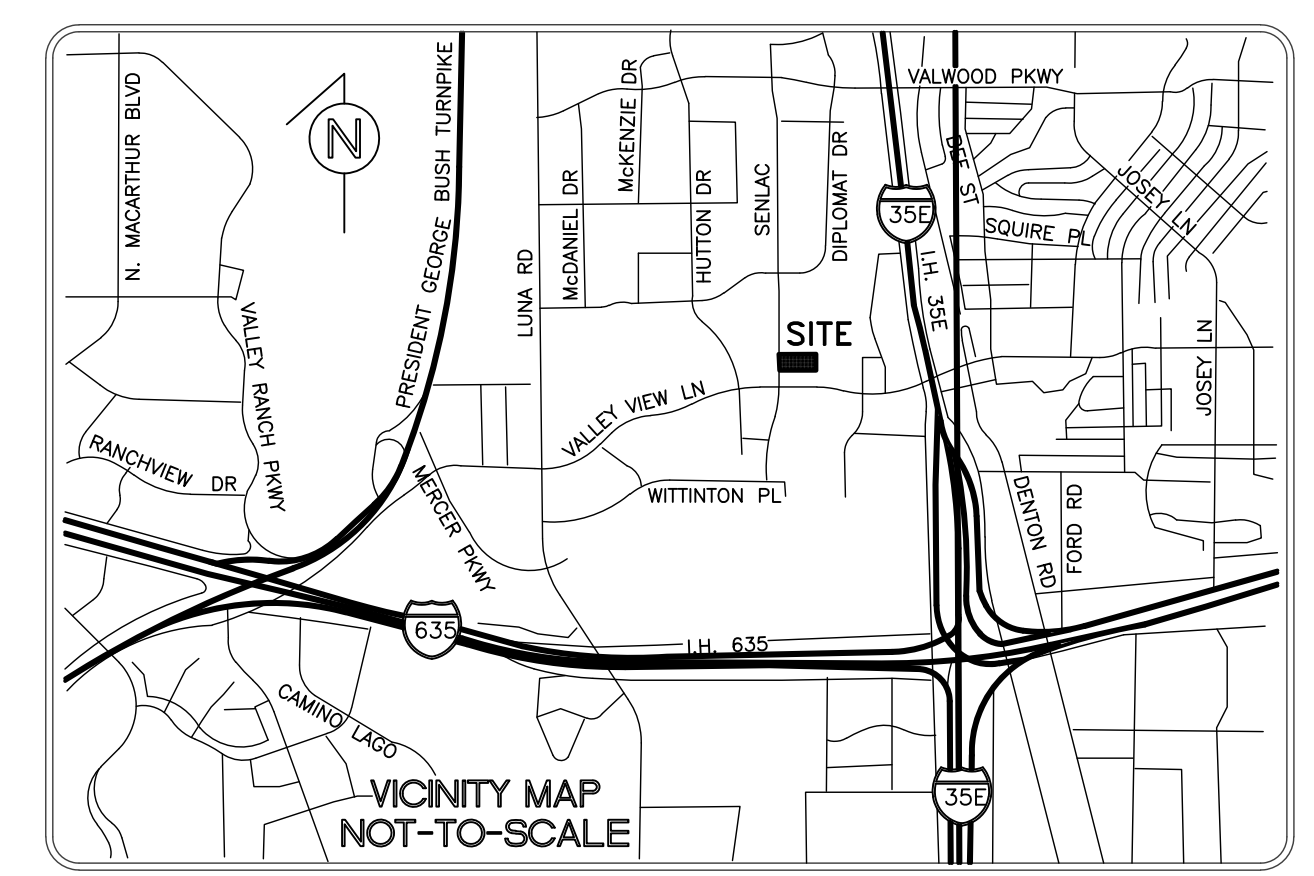 VALWOOD PKWY
N. MACARTHUR BLVD
N
PRESIDENT GEORGE BUSH TURNPIKE
McKENZIE DR
McDANIEL DR
HUTTON DR
SENLAC
DIPLOMAT DR
DEE ST
JOSEY LN
35E
SQUIRE PL
LUNA RD
I.H. 35E
VALLEY RANCH PKWY
SITE
JOSEY LN
VALLEY VIEW LN
RANCHVIEW DR
MERCER PKWY
WITTINTON PL
DENTON RD
FORD RD
635
I.H. 635
CAMINO LAGO
35E
VICINITY MAP
NOT-TO-SCALE